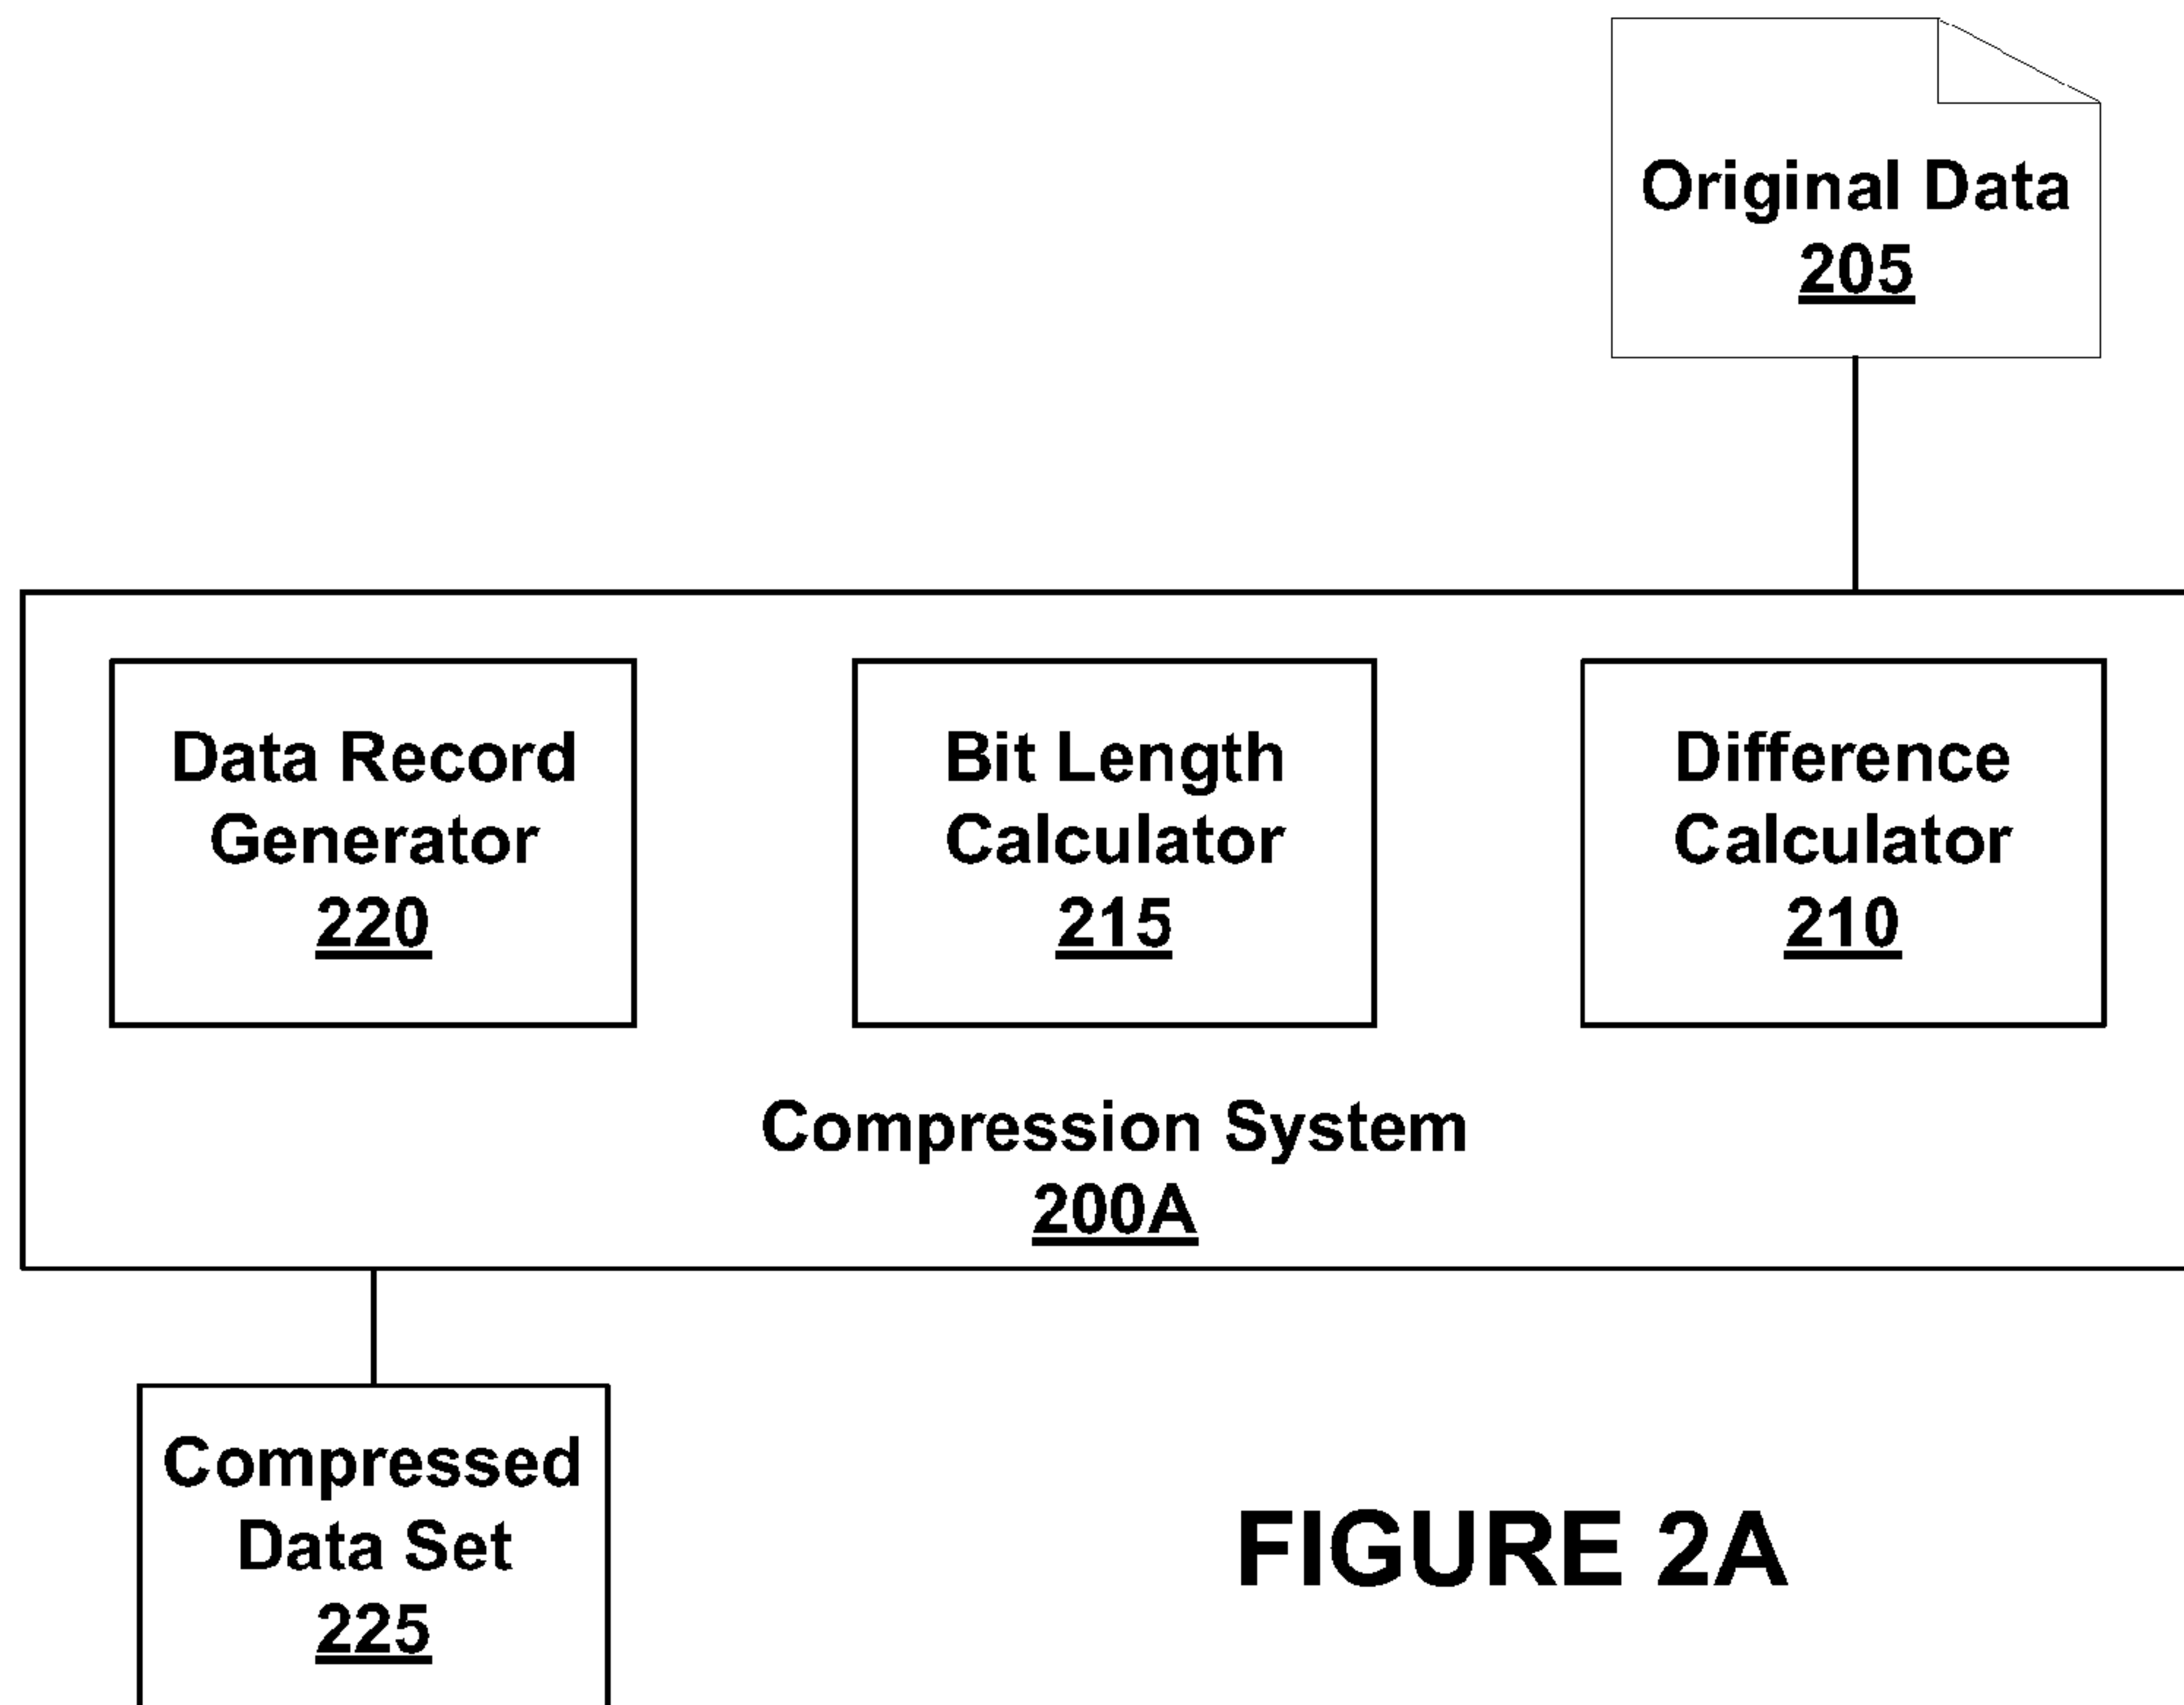 Original Data
205
Data Record
Generator
220
Bit Length
Calculator
215
Difference
Calculator
210
Compression System
200A
Compressed
Data Set
225
FIGURE 2A